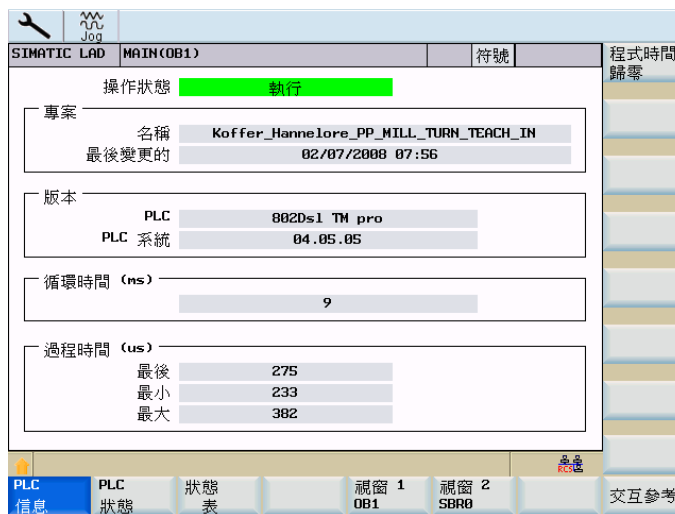 Jog
SIMATIC LAD MAIN(OB1) 符號
程式時間
歸零
操作狀態 執行
專案
名稱 Koffer_Hannelore_PP_MILL_TURN_TEACH_IN
最後變更的 02/07/2008 07:56
版本
PLC 802Dsl TM pro
PLC 系統 04.05.05
循環時間 (ms)
9
過程時間 (us)
最後 275
最小 233
最大 382
RCS
PLC
信息
PLC
狀態
狀態
表
視窗 1
OB1
視窗 2
SBR0
交互參考